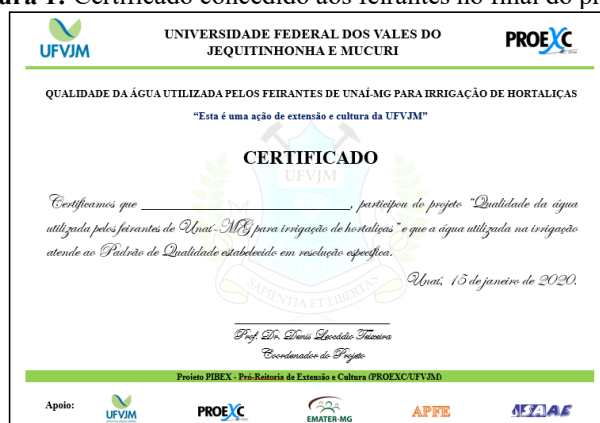 ura 1. Certificado concedido aos feirantes no final do p
UFVJM
UNIVERSIDADE FEDERAL DOS VALES DO
JEQUITINHONHA E MUCURI
PROEXC
QUALIDADE DA ÁGUA UTILIZADA PELOS FEIRANTES DE UNAÍ-MG PARA IRRIGAÇÃO DE HORTALIÇAS
“Esta é uma ação de extensão e cultura da UFVJM”
CERTIFICADO
UFVJM
Certificamos que ______________________________, participou do projeto “Qualidade da água
utilizada pelos feirantes de Unaí-MG para irrigação de hortaliças” e que a água utilizada na irrigação
atende ao Padrão de Qualidade estabelecido em resolução específica.
SAPIENTIA ET LIBERTAS
Unaí, 15 de janeiro de 2020.
Prof. Dr. Denis Leocádio Teixeira
Coordenador do Projeto
Projeto PIBEX - Pró-Reitoria de Extensão e Cultura (PROEXC/UFVJM)
Apoio:
UFVJM
PROEXC
EMATER-MG
APFE
SAAE